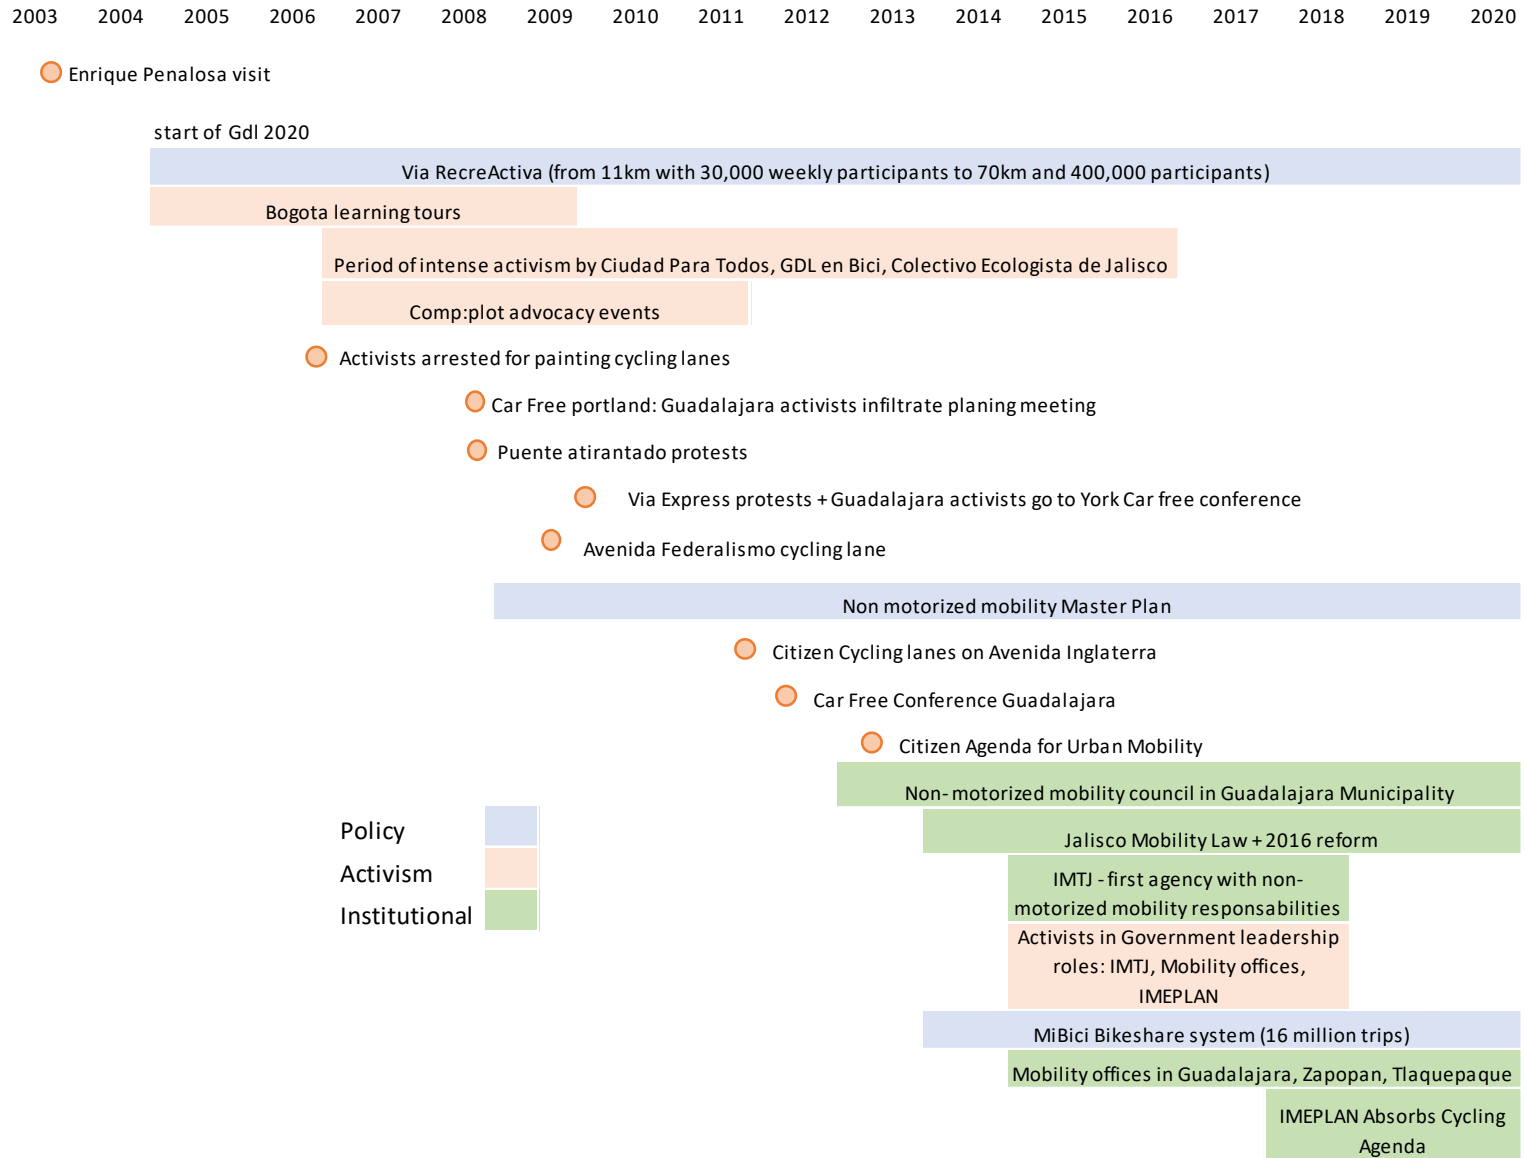 2003 2004 2005 2006 2007 2008 2009 2010 2011 2012 2013 2014 2015 2016 2017 2018 2019 2020
Enrique Penalosa visit
start of Gdl 2020
Via RecreActiva (from 11km with 30,000 weekly participants to 70km and 400,000 participants)
Bogota learning tours
Period of intense activism by Ciudad Para Todos, GDL en Bici, Colectivo Ecologista de Jalisco
Comp:plot advocacy events
Activists arrested for painting cycling lanes
Car Free portland: Guadalajara activists infiltrate planing meeting
Puente atirantado protests
Via Express protests + Guadalajara activists go to York Car free conference
Avenida Federalismo cycling lane
Non motorized mobility Master Plan
Citizen Cycling lanes on Avenida Inglaterra
Car Free Conference Guadalajara
Citizen Agenda for Urban Mobility
Non-motorized mobility council in Guadalajara Municipality
Policy
Activism
Institutional
Jalisco Mobility Law + 2016 reform
IMTJ - first agency with non-
motorized mobility responsabilities
Activists in Government leadership
roles: IMTJ, Mobility offices,
IMEPLAN
MiBici Bikeshare system (16 million trips)
Mobility offices in Guadalajara, Zapopan, Tlaquepaque
IMEPLAN Absorbs Cycling
Agenda